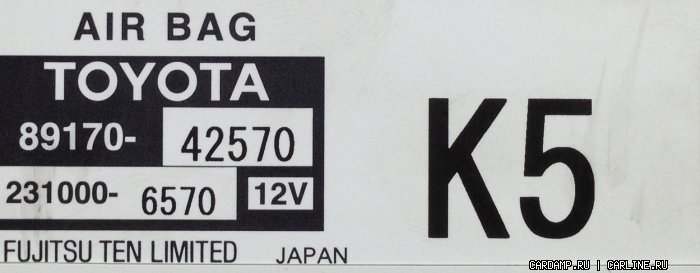 AIR BAG
TOYOTA
89170- 42570
231000- 6570 12V
K5
FUJITSU TEN LIMITED JAPAN
CARDAMP.RU | CARLINE.RU